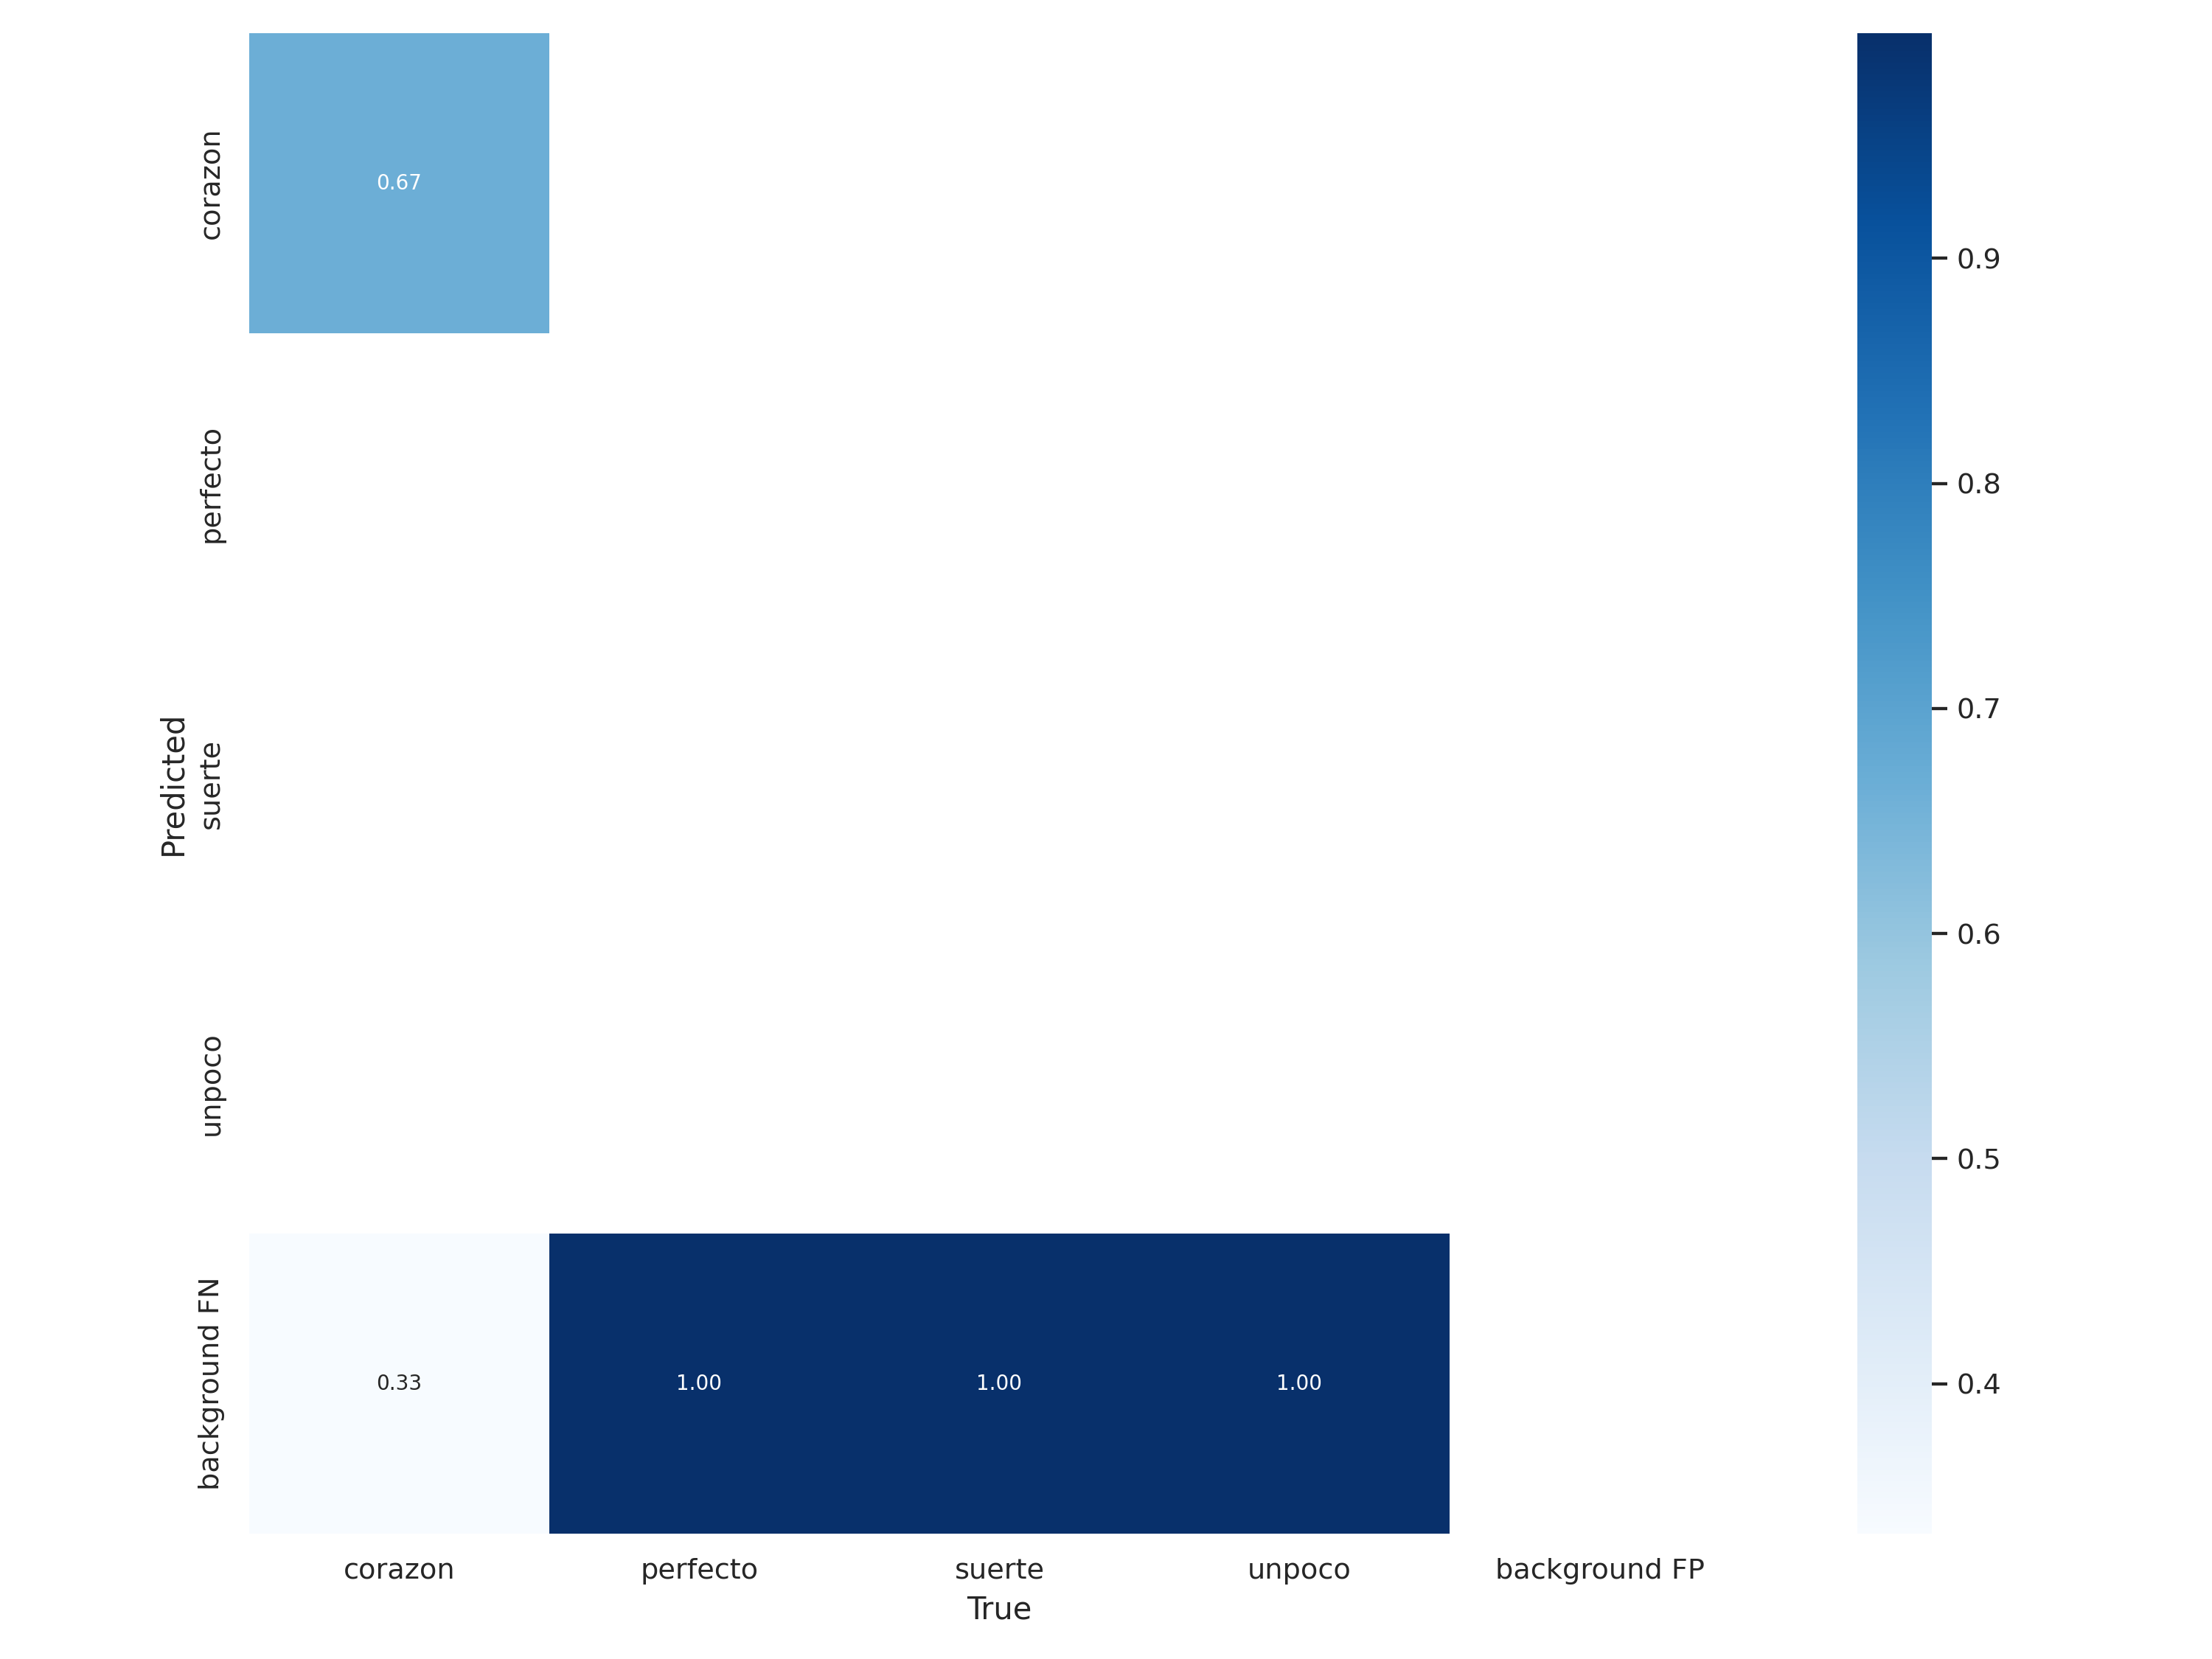 corazon
perfecto
suerte
unpoco
background FN
Predicted
0.67
0.33
1.00
1.00
1.00
corazon
perfecto
suerte
unpoco
background FP
True
0.9
0.8
0.7
0.6
0.5
0.4